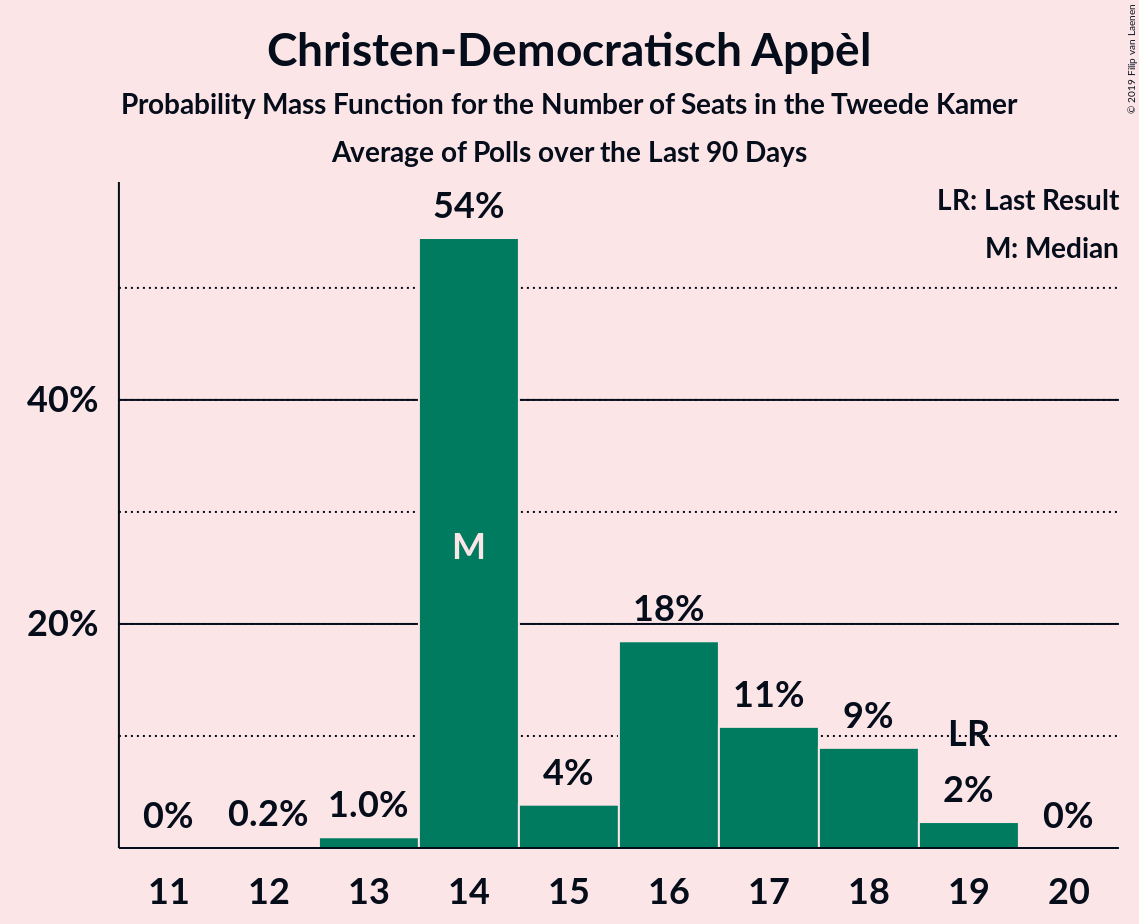 Christen-Democratisch Appèl
Probability Mass Function for the Number of Seats in the Tweede Kamer
Average of Polls over the Last 90 Days
© 2019 Filip van Laenen
LR: Last Result
M: Median
54%
40%
M
20%
18%
11%
9%
LR
4%
2%
1.0%
0.2%
0%
0%
11 12 13 14 15 16 17 18 19 20